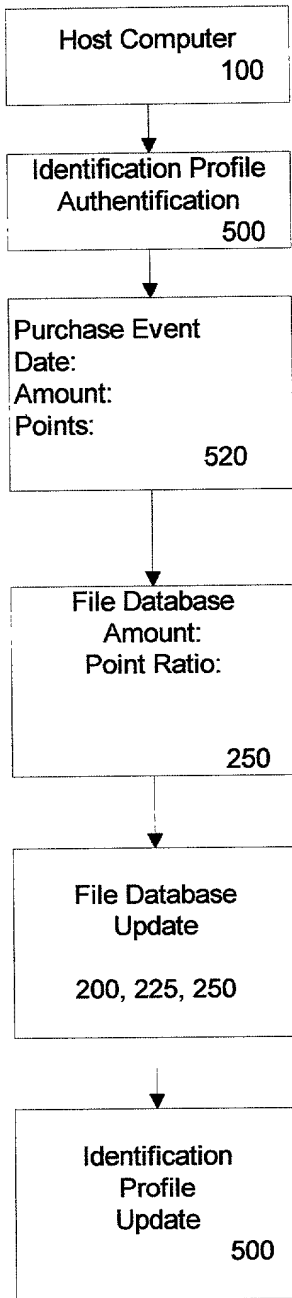 Host Computer
100
Identification Profile
Authentification
500
Purchase Event
Date:
Amount:
Points:
520
File Database
Amount:
Point Ratio:
250
File Database
Update
200, 225, 250
Identification
Profile
Update
500